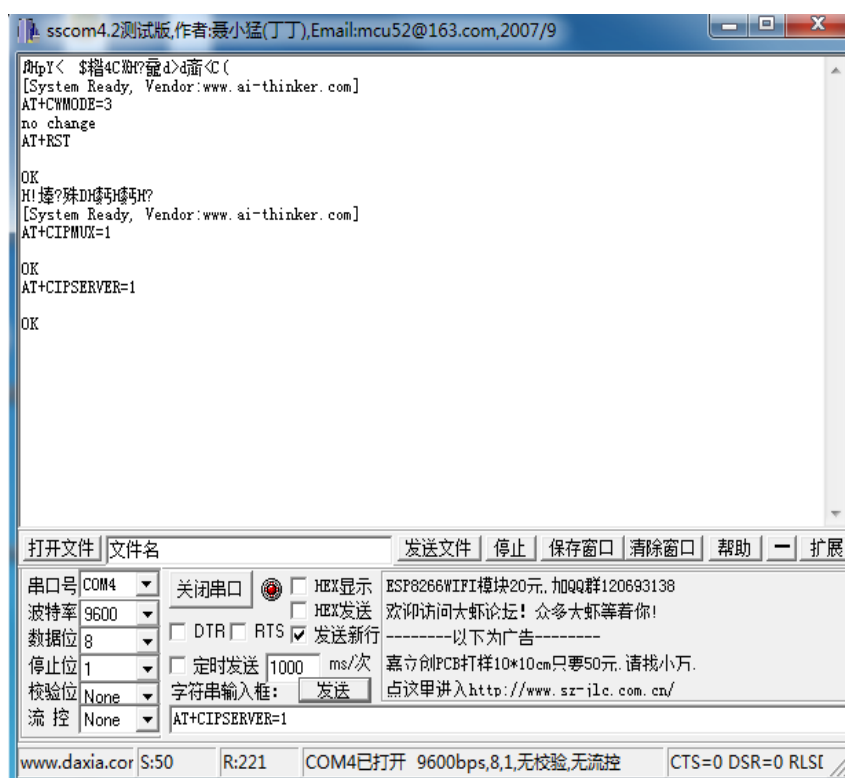 sscom4.2测试版,作者:聂小猛(丁丁),Email:mcu52@163.com,2007/9
[System Ready, Vendor:www.ai-thinker.com]
AT+CWMODE=3
no change
AT+RST
OK
[System Ready, Vendor:www.ai-thinker.com]
AT+CIPMUX=1
OK
AT+CIPSERVER=1
OK
打开文件 文件名 发送文件 停止 保存窗口 清除窗口 帮助 一 扩展
串口号 COM4 关闭串口 HEX显示 ESP8266WIFI模块20元.加QQ群120693138
波特率 9600 HEX发送 欢迎访问大虾论坛!众多大虾等着你!
数据位 8 DTR RTS 发送新行 --------以下为广告--------
停止位 1 定时发送 1000 ms/次 嘉立创PCB打样10*10cm只要50元.请找小万.
校验位 None 字符串输入框: 发送 点这里进入http://www.sz-jlc.com.cn/
流 控 None AT+CIPSERVER=1
www.daxia.cor S:50 R:221 COM4已打开 9600bps,8,1,无校验,无流控 CTS=0 DSR=0 RLSI